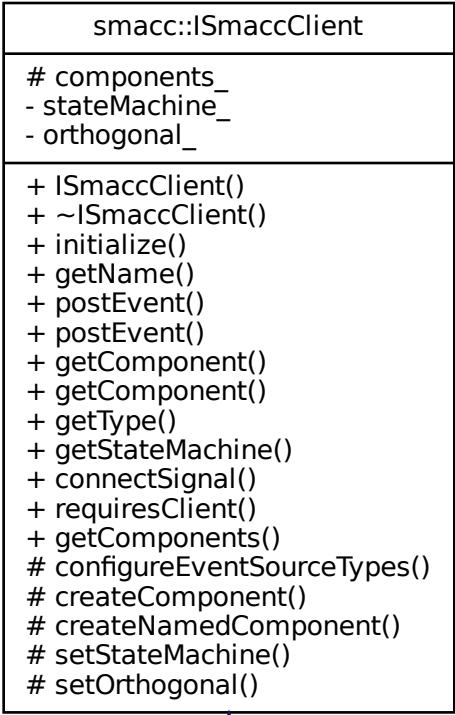 smacc::ISmaccClient
# components_
- stateMachine_
- orthogonal_
+ ISmaccClient()
+ ~ISmaccClient()
+ initialize()
+ getName()
+ postEvent()
+ postEvent()
+ getComponent()
+ getComponent()
+ getType()
+ getStateMachine()
+ connectSignal()
+ requiresClient()
+ getComponents()
# configureEventSourceTypes()
# createComponent()
# createNamedComponent()
# setStateMachine()
# setOrthogonal()